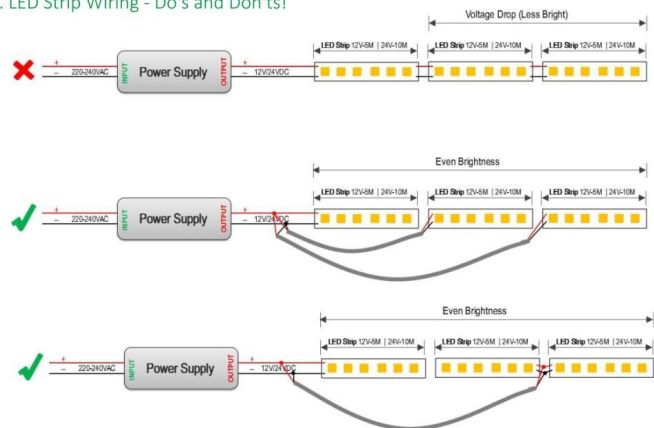 . LED Strip Wiring - Do's and Don'ts!
Voltage Drop (Less Bright)
LED Strip 12V-5M | 24V-10M LED Strip 12V-5M | 24V-10M LED Strip 12V-5M | 24V-10M
+ +
220-240VAC INPUT Power Supply OUTPUT 12V/24VDC
– –
Even Brightness
LED Strip 12V-5M | 24V-10M LED Strip 12V-5M | 24V-10M LED Strip 12V-5M | 24V-10M
+ +
220-240VAC INPUT Power Supply OUTPUT 12V/24VDC
– –
Even Brightness
LED Strip 12V-5M | 24V-10M LED Strip 12V-5M | 24V-10M LED Strip 12V-5M | 24V-10M
+ +
220-240VAC INPUT Power Supply OUTPUT 12V/24VDC
– –